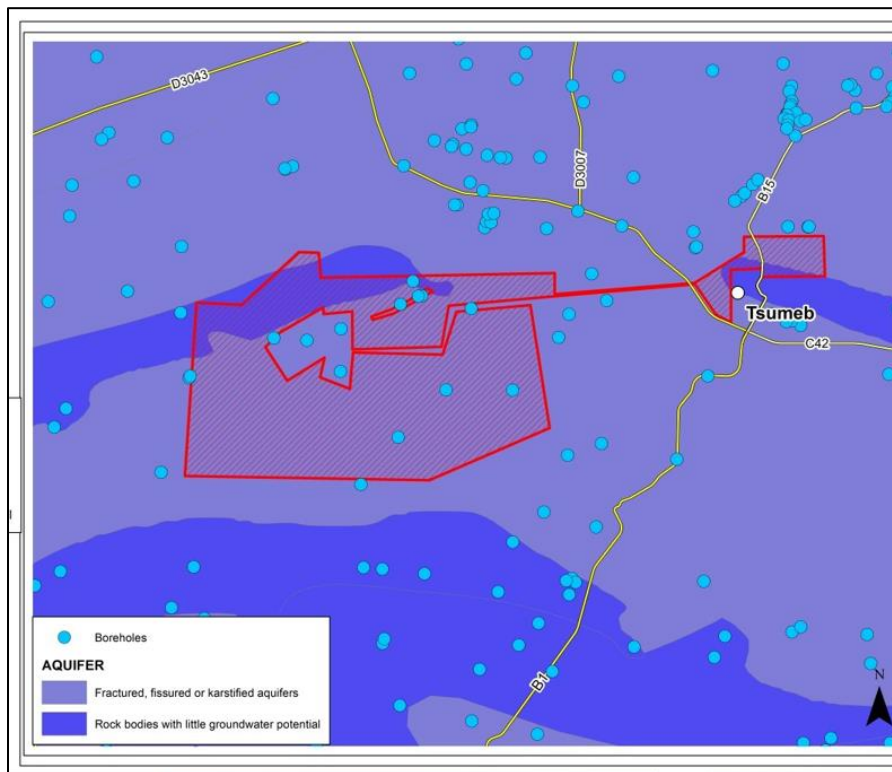 D3043
D3007
B15
Tsumeb
C42
B1
N
Boreholes
AQUIFER
Fractured, fissured or karstified aquifers
Rock bodies with little groundwater potential